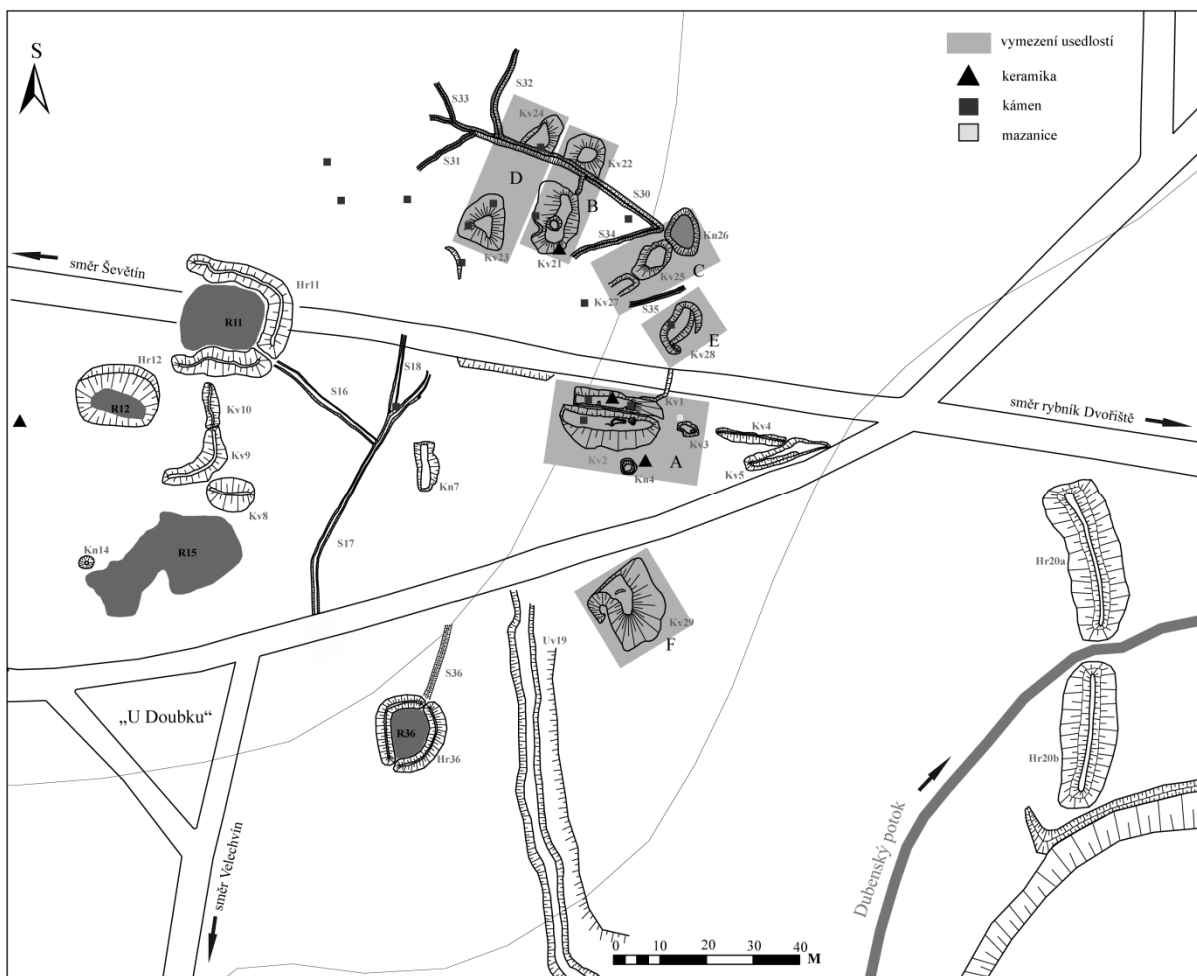 S
vymezení usedlostí
keramika
kámen
mazanice
S32
S33
Kv24
S31
Kv22
D
B
S30
S34
Kn26
Kv23
Kv21
Kv25
C
Kv27
S35
E
Kv28
směr Ševětín
Hr11
R11
Hr12
R12
S18
S16
Kv10
Kv9
Kv8
Kn7
Kv1
Kv3
Kv2
A
Kn4
Kv4
Kv5
směr rybník Dvořiště
R15
Kn14
S17
Hr20a
Kv29
F
Uv19
S36
„U Doubku“
R36
Hr36
Hr20b
Dubenský potok
směr Velechvín
0 10 20 30 40
M